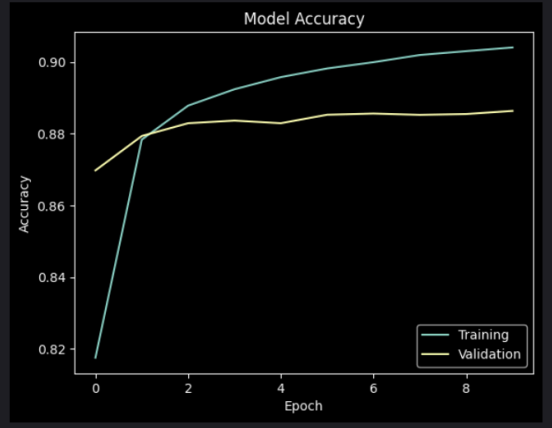 Model Accuracy
0.90
0.88
0.86
0.84
0.82
Accuracy
0 2 4 6 8
Epoch
Training
Validation